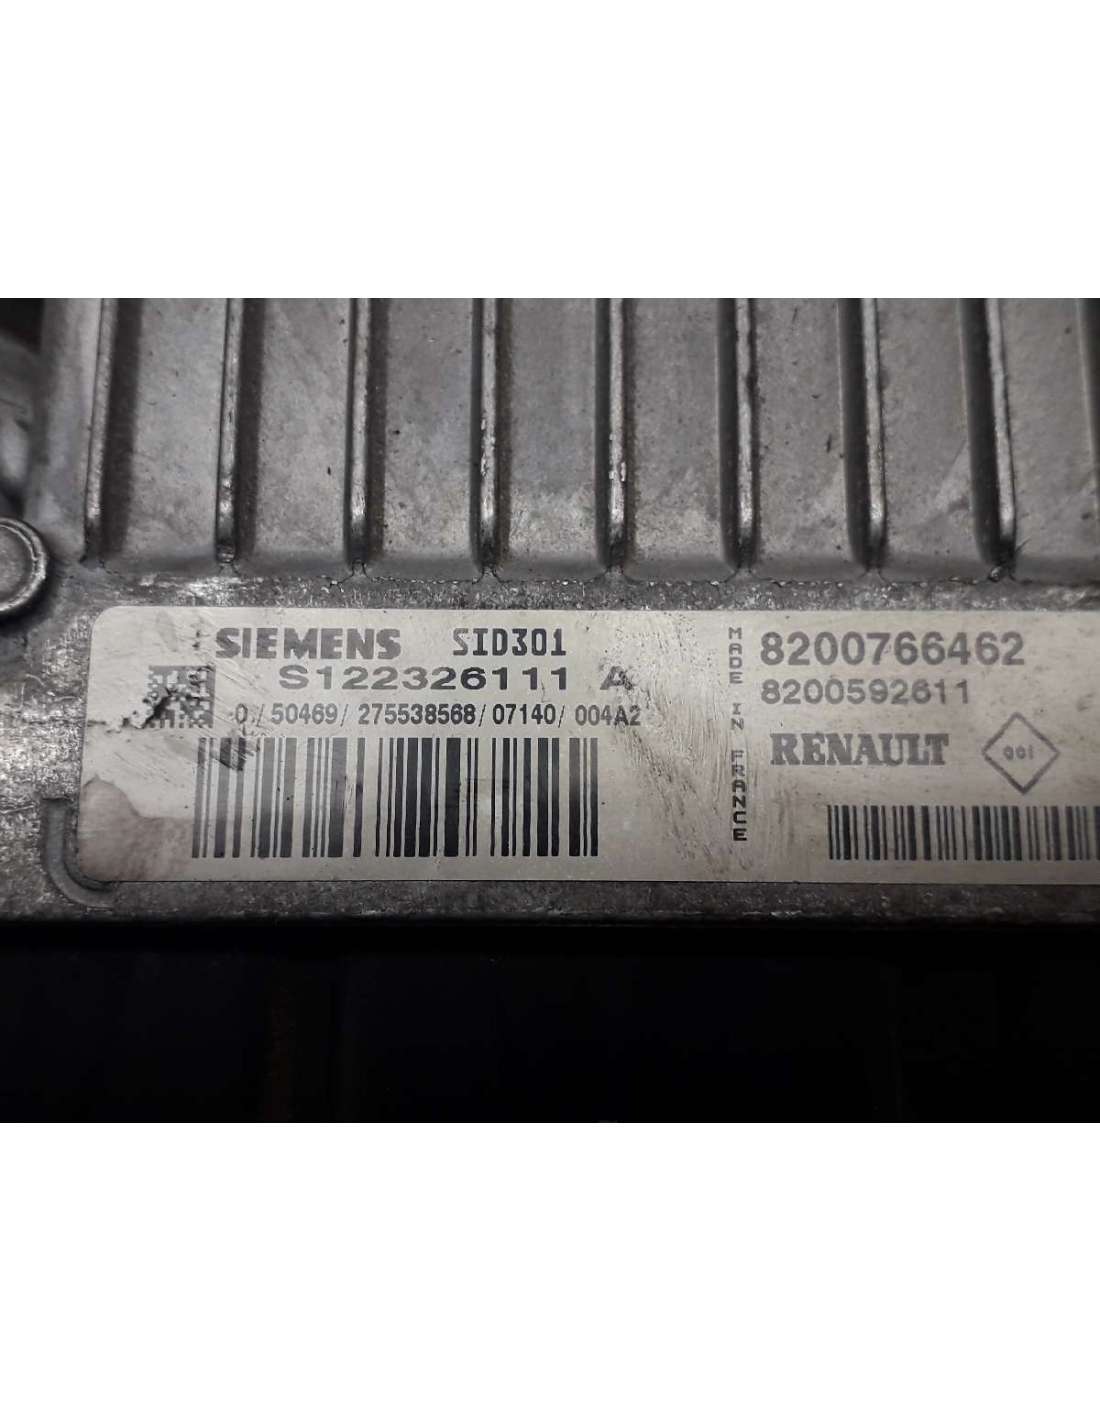 SIEMENS SID301
S122326111 A
0 / 50469 / 275538568 / 07140 / 004A2
MADE IN FRANCE
8200766462
8200592611
RENAULT